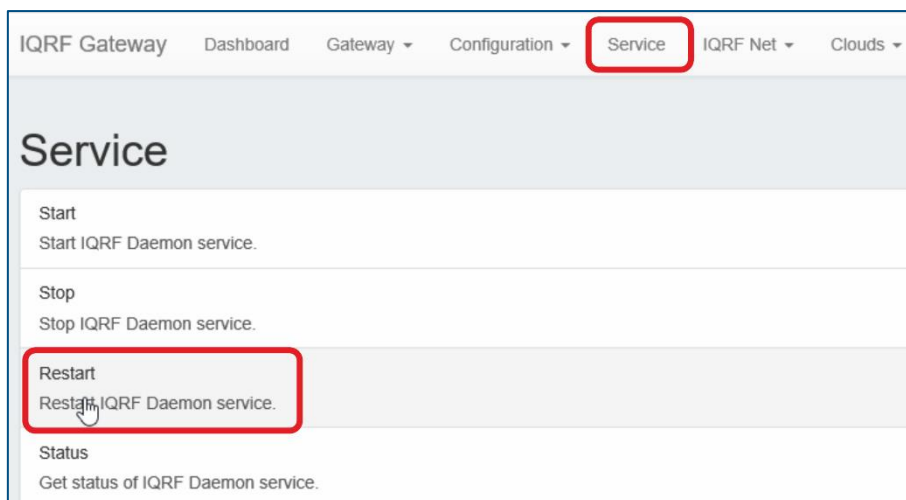 IQRF Gateway Dashboard Gateway Configuration Service IQRF Net Clouds
Service
Start
Start IQRF Daemon service.
Stop
Stop IQRF Daemon service.
Restart
Restart IQRF Daemon service.
Status
Get status of IQRF Daemon service.